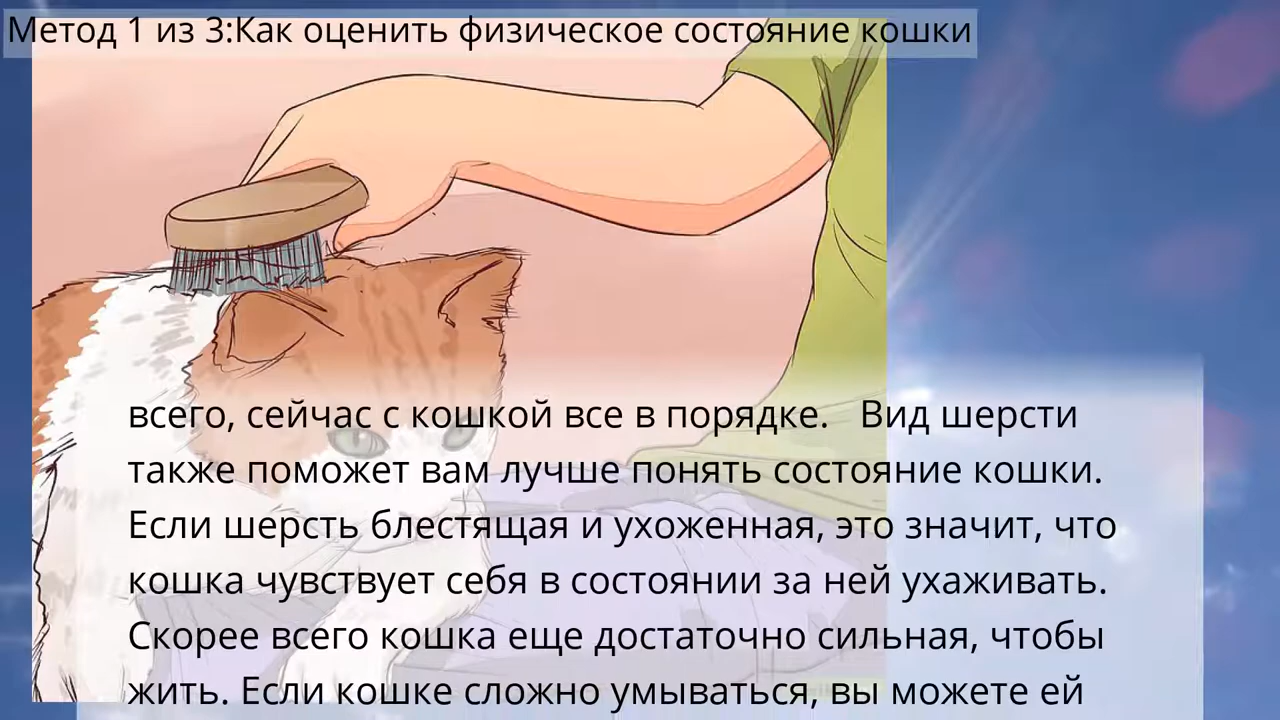 Метод 1 из 3:Как оценить физическое состояние кошки
всего, сейчас с кошкой все в порядке.   Вид шерсти
также поможет вам лучше понять состояние кошки.
Если шерсть блестящая и ухоженная, это значит, что
кошка чувствует себя в состоянии за ней ухаживать.
Скорее всего кошка еще достаточно сильная, чтобы
жить. Если кошке сложно умываться, вы можете ей